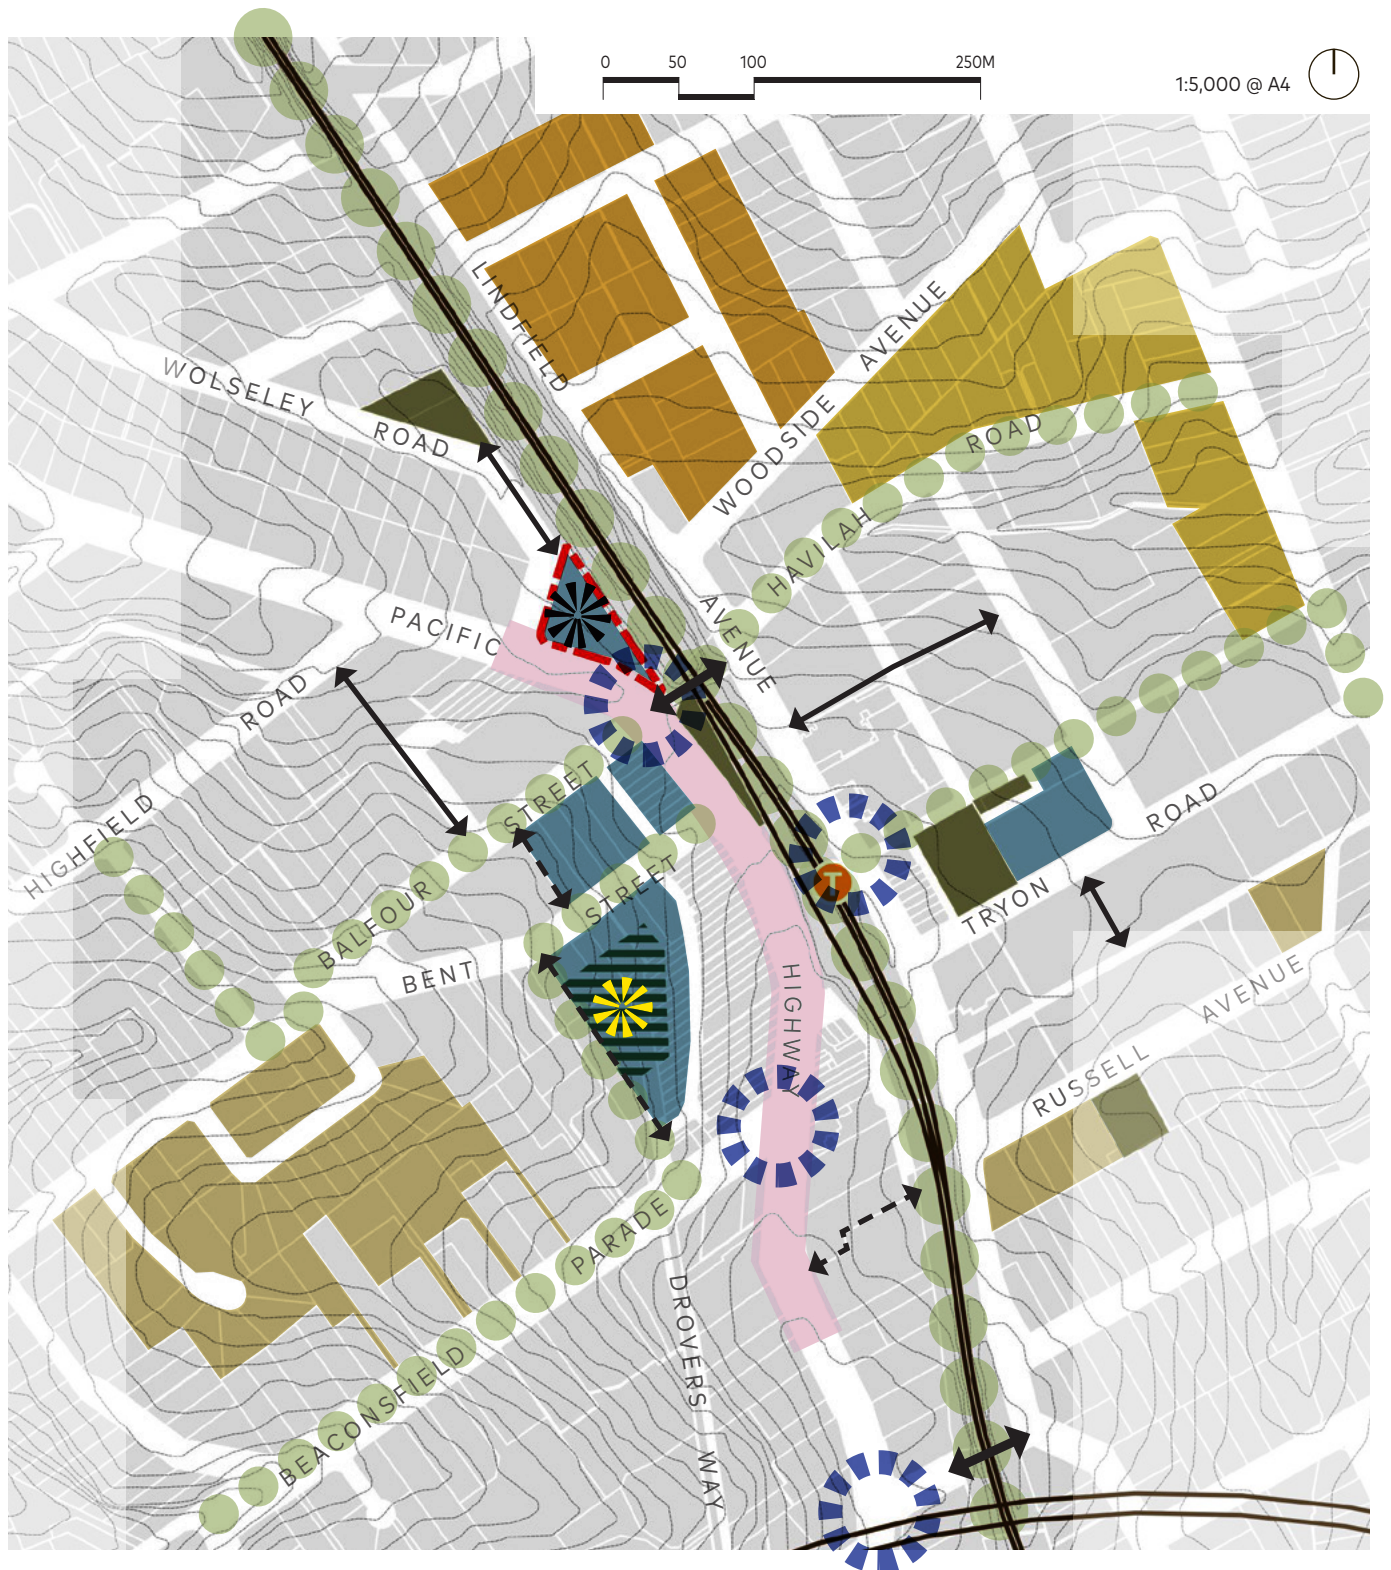 0 50 100 250M
1:5,000 @ A4
LINDFIELD
AVENUE
WOODSIDE AVENUE
WOLSELEY
ROAD
HAVILAH
ROAD
PACIFIC
HIGHWAY
HIGHFIELD
ROAD
BALFOUR
STREET
BENT
STREET
T
TRYON
ROAD
RUSSELL
AVENUE
BEACONSFIELD
PARADE
DROVERS WAY